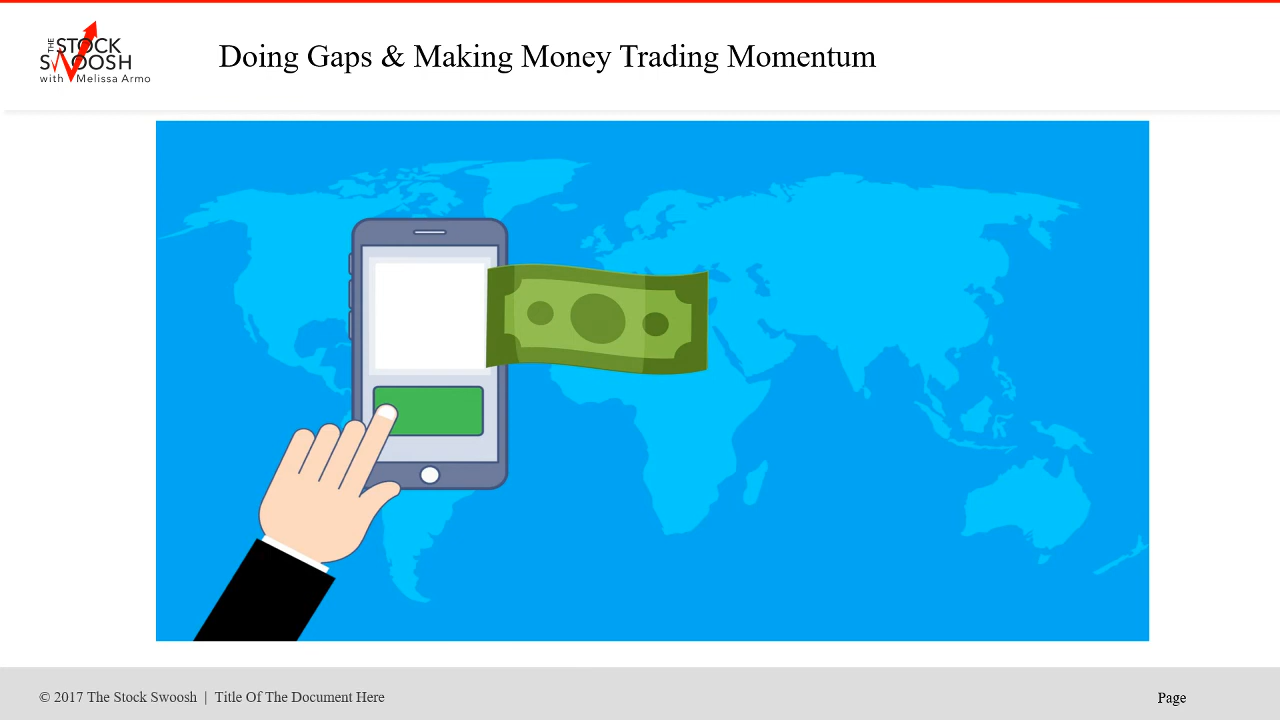 THE STOCK
SWOOSH
with Melissa Armo
Doing Gaps & Making Money Trading Momentum
© 2017 The Stock Swoosh | Title Of The Document Here
Page